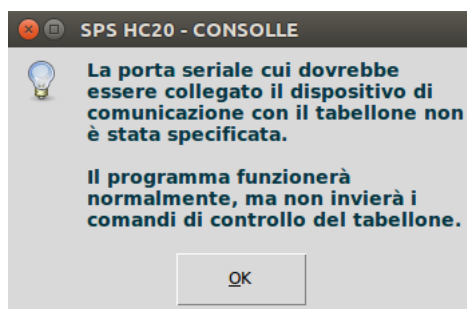 SPS HC20 - CONSOLLE
La porta seriale cui dovrebbe
essere collegato il dispositivo di
comunicazione con il tabellone non
è stata specificata.
Il programma funzionerà
normalmente, ma non invierà i
comandi di controllo del tabellone.
OK